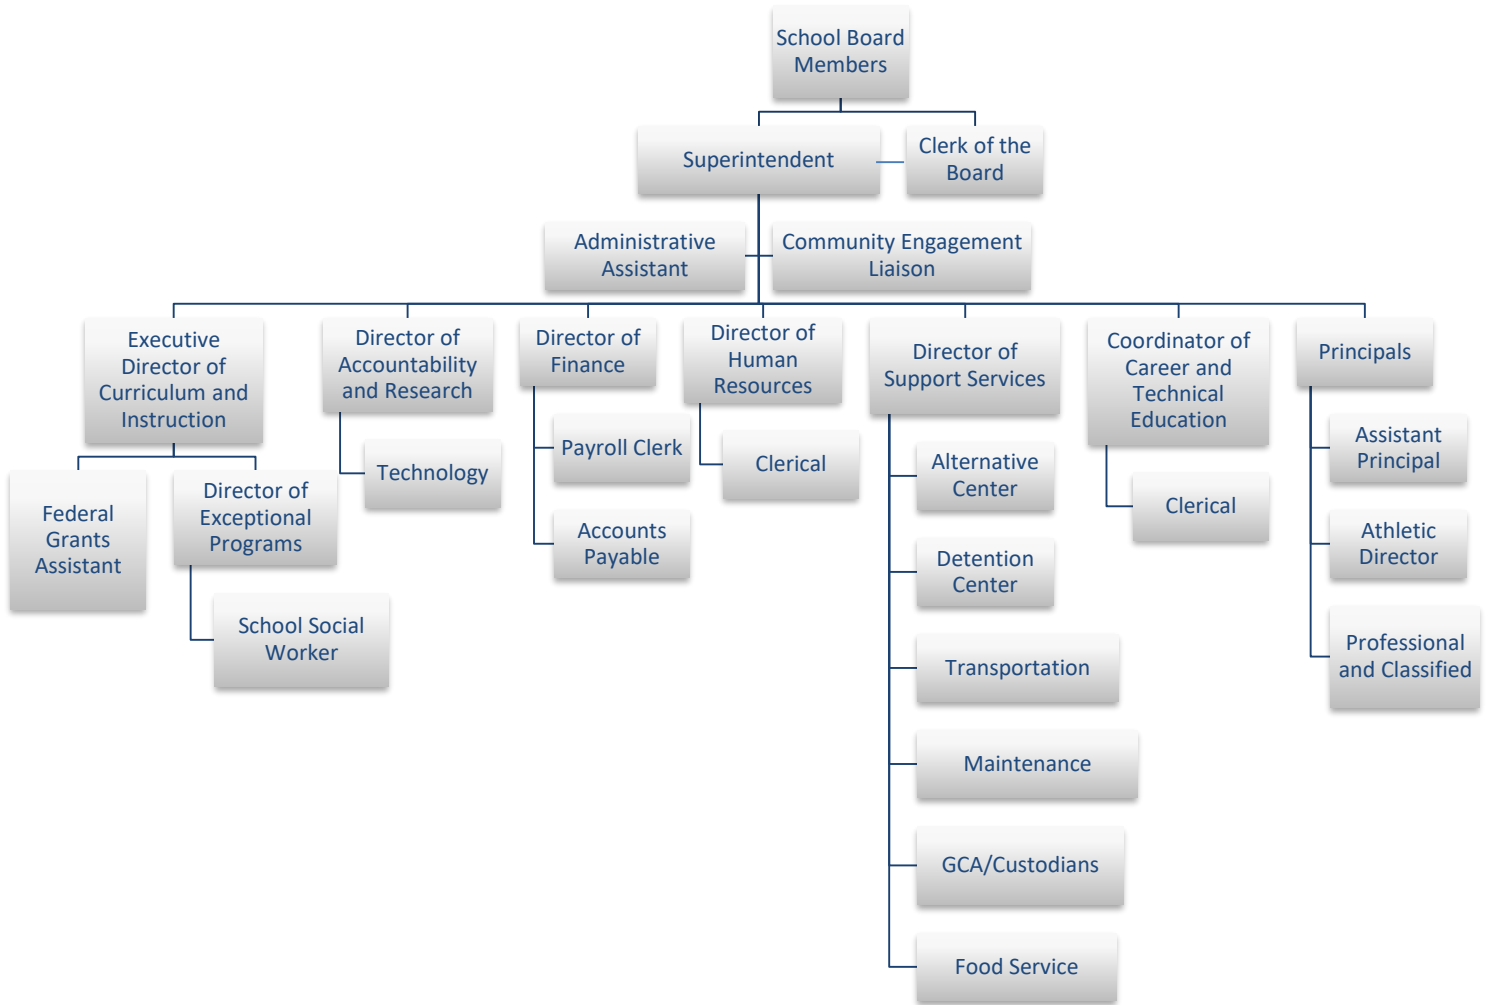 School Board
Members
Superintendent
Clerk of the
Board
Administrative
Assistant
Community Engagement
Liaison
Executive
Director of
Curriculum and
Instruction
Director of
Accountability
and Research
Director of
Finance
Director of
Human
Resources
Director of
Support Services
Coordinator of
Career and
Technical
Education
Principals
Federal
Grants
Assistant
Director of
Exceptional
Programs
School Social
Worker
Technology
Payroll Clerk
Accounts
Payable
Clerical
Alternative
Center
Detention
Center
Transportation
Maintenance
GCA/Custodians
Food Service
Clerical
Assistant
Principal
Athletic
Director
Professional
and Classified